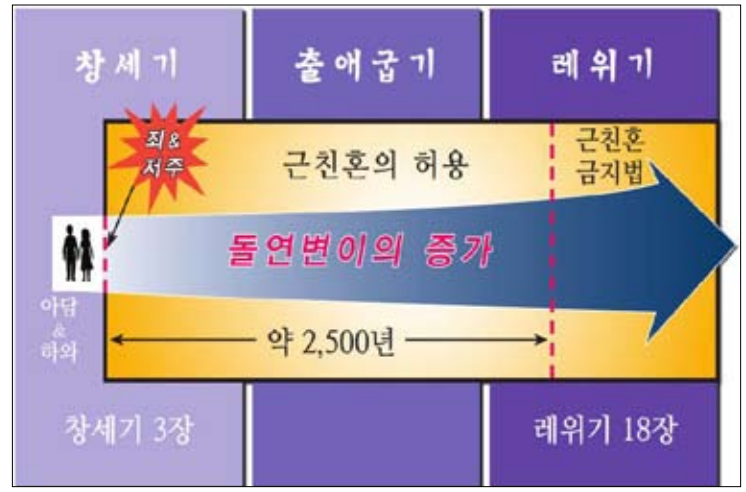 창세기
출애굽기
레위기
죄&
저주
근친혼의 허용
근친혼
금지법
돌연변이의 증가
아담
&
하와
약 2,500년
창세기 3장
레위기 18장